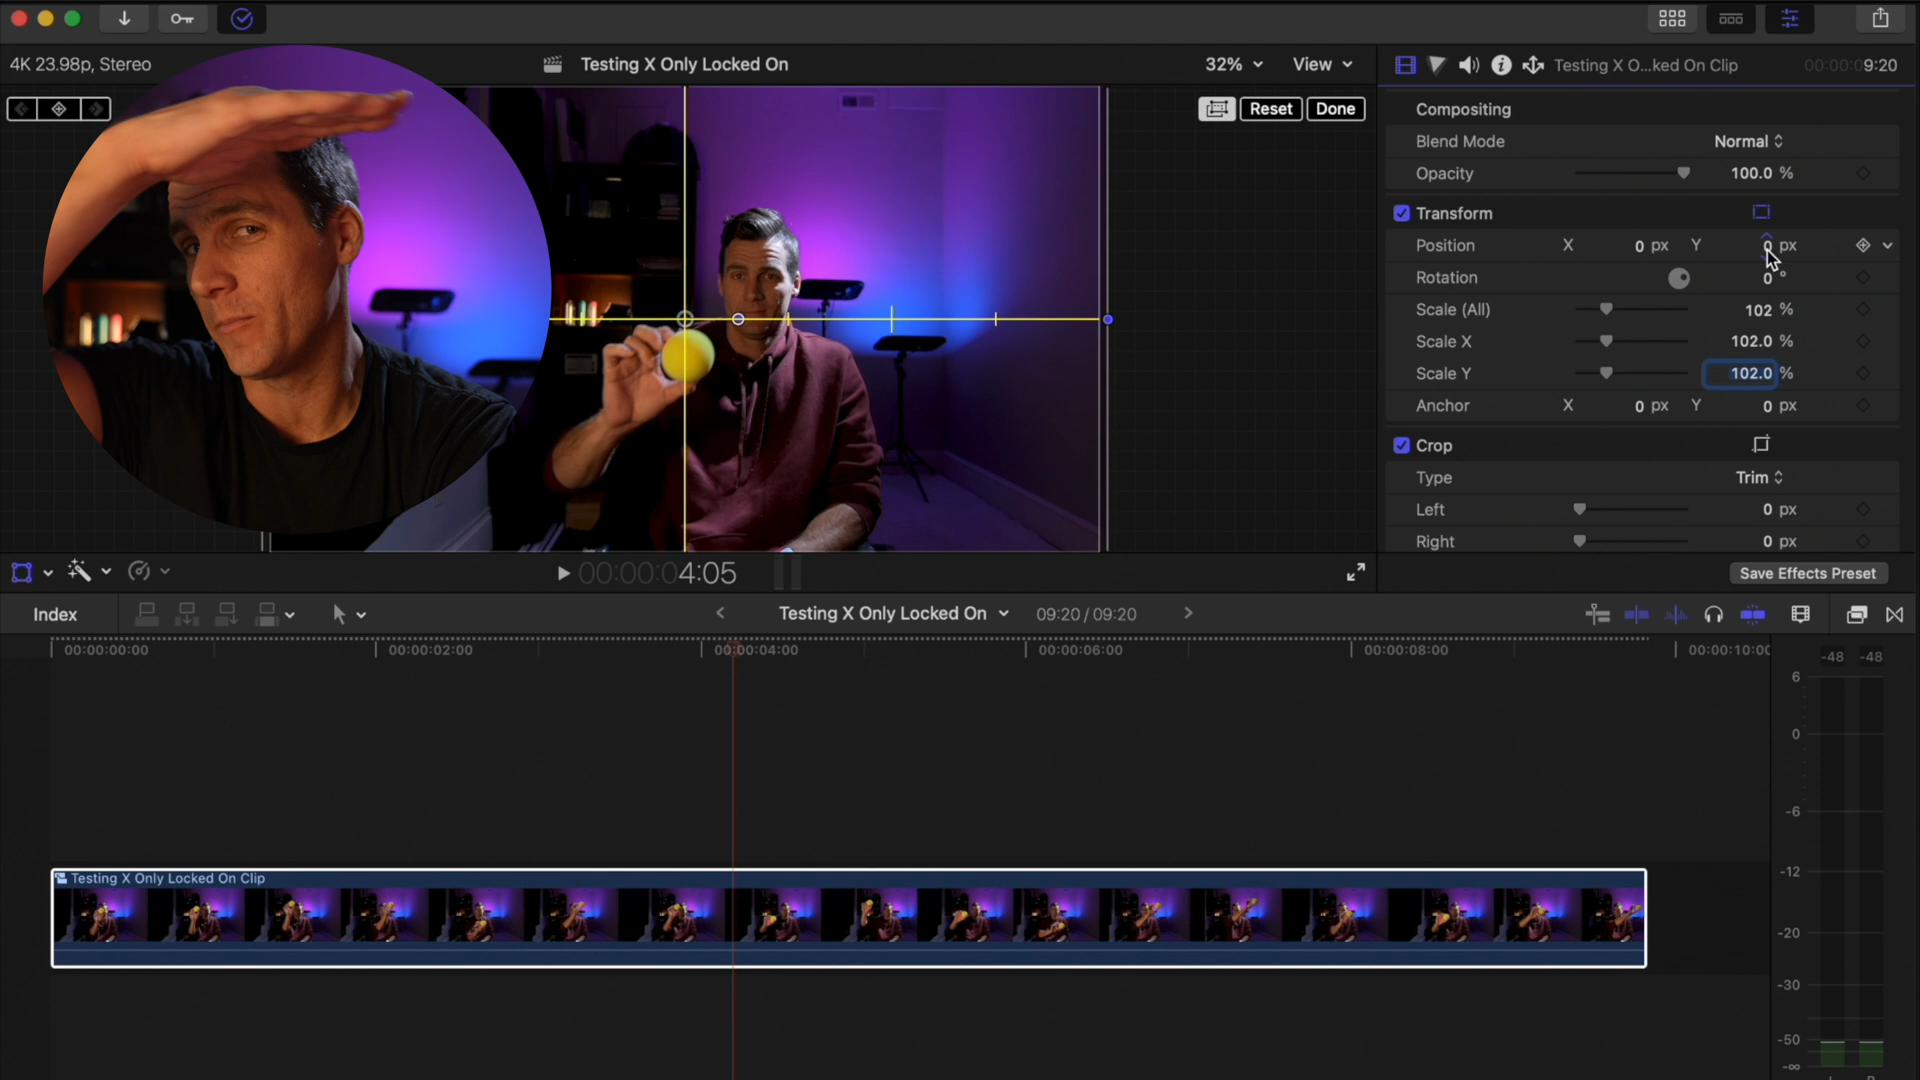 4K 23.98p, Stereo
Testing X Only Locked On
32%
View
Testing X O...ked On Clip
00:00:09:20
Reset
Done
Compositing
Blend Mode
Normal
Opacity
100.0 %
Transform
Position X 0 px Y 0 px
Rotation 0 °
Scale (All) 102 %
Scale X 102.0 %
Scale Y 102.0 %
Anchor X 0 px Y 0 px
Crop
Type Trim
Left 0 px
Right 0 px
00:00:04:05
Save Effects Preset
Index
Testing X Only Locked On
09:20 / 09:20
00:00:00:00
00:00:02:00
00:00:04:00
00:00:06:00
00:00:08:00
00:00:10:00
-48 -48
6
0
-6
-12
-20
-30
-50
-∞
Testing X Only Locked On Clip